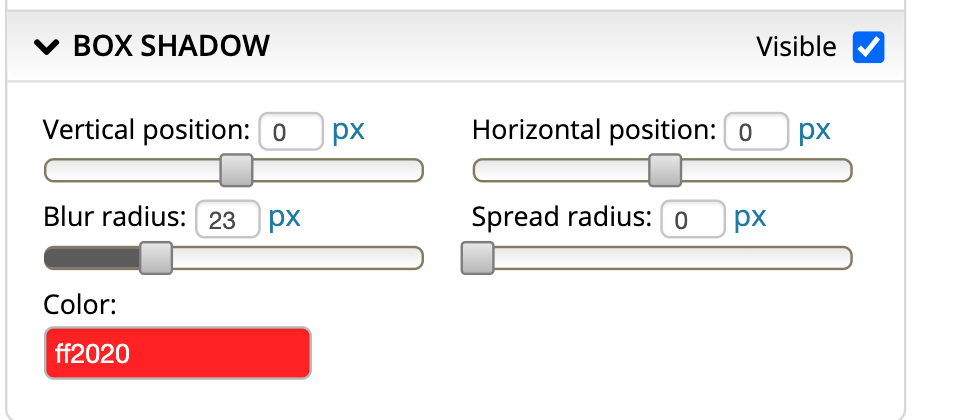 BOX SHADOW Visible
Vertical position: 0 px Horizontal position: 0 px
Blur radius: 23 px Spread radius: 0 px
Color:
ff2020